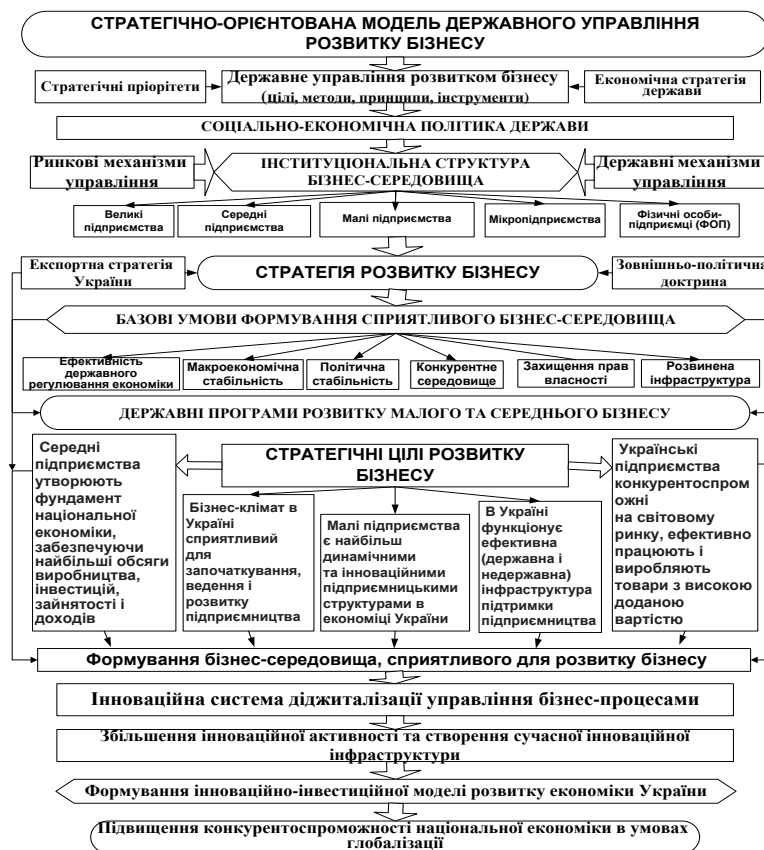 СТРАТЕГІЧНО-ОРІЄНТОВАНА МОДЕЛЬ ДЕРЖАВНОГО УПРАВЛІННЯ
РОЗВИТКУ БІЗНЕСУ
Стратегічні пріоритети
Державне управління розвитком бізнесу
(цілі, методи, принципи, інструменти)
Економічна стратегія
держави
СОЦІАЛЬНО-ЕКОНОМІЧНА ПОЛІТИКА ДЕРЖАВИ
Ринкові механізми
управління
ІНСТИТУЦІОНАЛЬНА СТРУКТУРА
БІЗНЕС-СЕРЕДОВИЩА
Державні механізми
управління
Великі
підприємства
Середні
підприємства
Малі підприємства
Мікропідприємства
Фізичні особи-
підприємці (ФОП)
Експортна стратегія
України
СТРАТЕГІЯ РОЗВИТКУ БІЗНЕСУ
Зовнішньо-політична
доктрина
БАЗОВІ УМОВИ ФОРМУВАННЯ СПРИЯТЛИВОГО БІЗНЕС-СЕРЕДОВИЩА
Ефективність
державного
регулювання економіки
Макроекономічна
стабільність
Політична
стабільність
Конкурентне
середовище
Захищення прав
власності
Розвинена
інфраструктура
ДЕРЖАВНІ ПРОГРАМИ РОЗВИТКУ МАЛОГО ТА СЕРЕДНЬОГО БІЗНЕСУ
СТРАТЕГІЧНІ ЦІЛІ РОЗВИТКУ
БІЗНЕСУ
Середні
підприємства
утворюють
фундамент
національної
економіки,
забезпечуючи
найбільші обсяги
виробництва,
інвестицій,
зайнятості і
доходів
Бізнес-клімат в
Україні
сприятливий
для
започаткування,
ведення і
розвитку
підприємництва
Малі підприємства
є найбільш
динамічними
та інноваційними
підприємницькими
структурами в
економіці України
В Україні
функціонує
ефективна
(державна і
недержавна)
інфраструктура
підтримки
підприємництва
Українські
підприємства
конкурентоспром
ожні
на світовому
ринку, ефективно
працюють і
виробляють
товари з високою
доданою
вартістю
Формування бізнес-середовища, сприятливого для розвитку бізнесу
Інноваційна система діджиталізації управління бізнес-процесами
Збільшення інноваційної активності та створення сучасної інноваційної
інфраструктури
Формування інноваційно-інвестиційної моделі розвитку економіки України
Підвищення конкурентоспроможності національної економіки в умовах
глобалізації